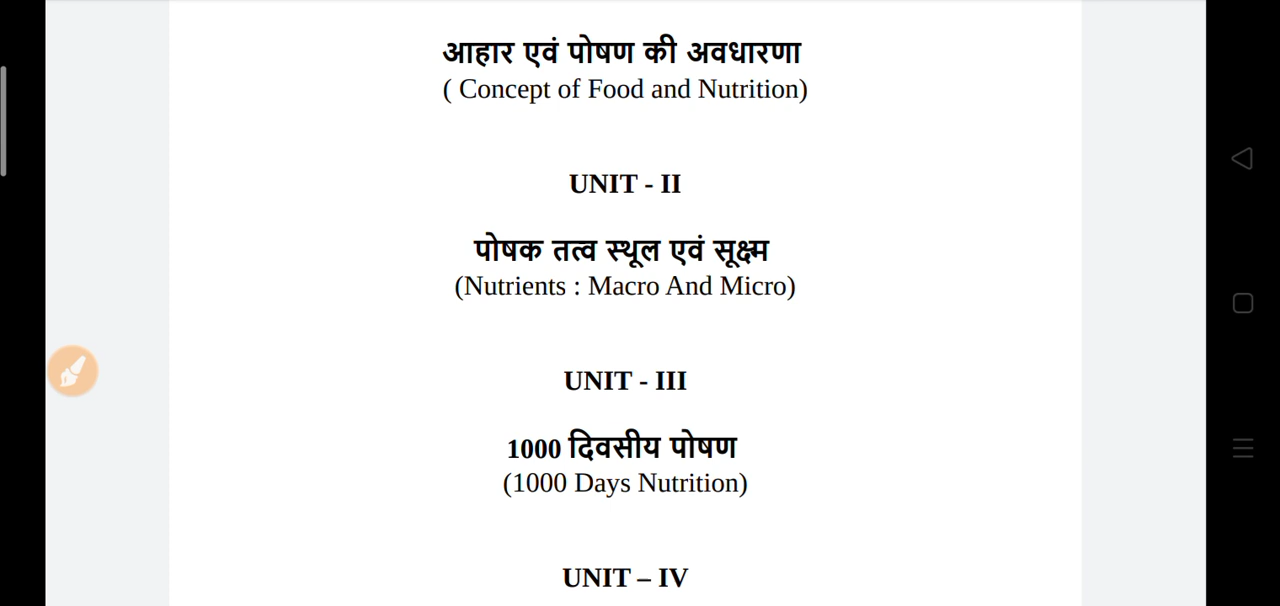 आहार एवं पोषण की अवधारणा
( Concept of Food and Nutrition)
UNIT - II
पोषक तत्व स्थूल एवं सूक्ष्म
(Nutrients : Macro And Micro)
UNIT - III
1000 दिवसीय पोषण
(1000 Days Nutrition)
UNIT – IV